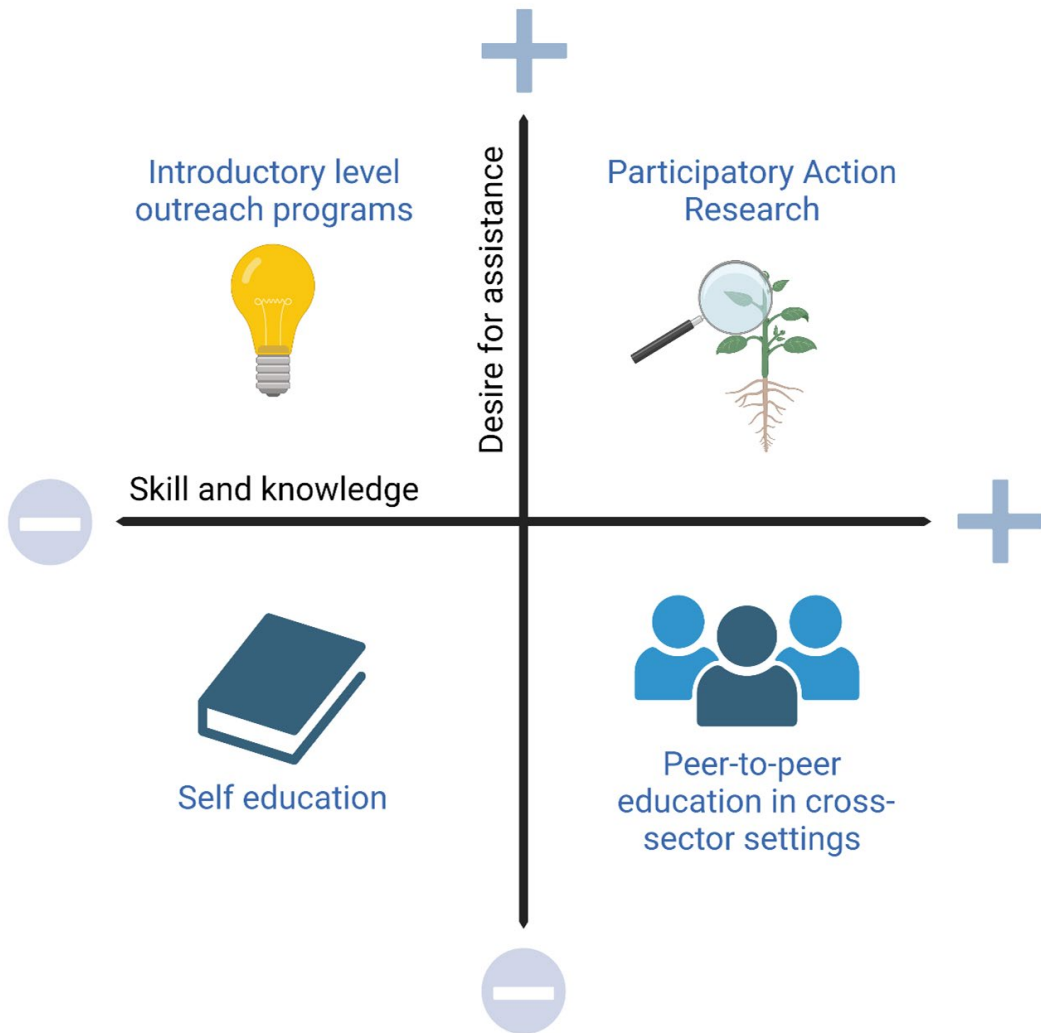 Introductory level
outreach programs
Participatory Action
Research
Desire for assistance
Skill and knowledge
Self education
Peer-to-peer
education in cross-
sector settings